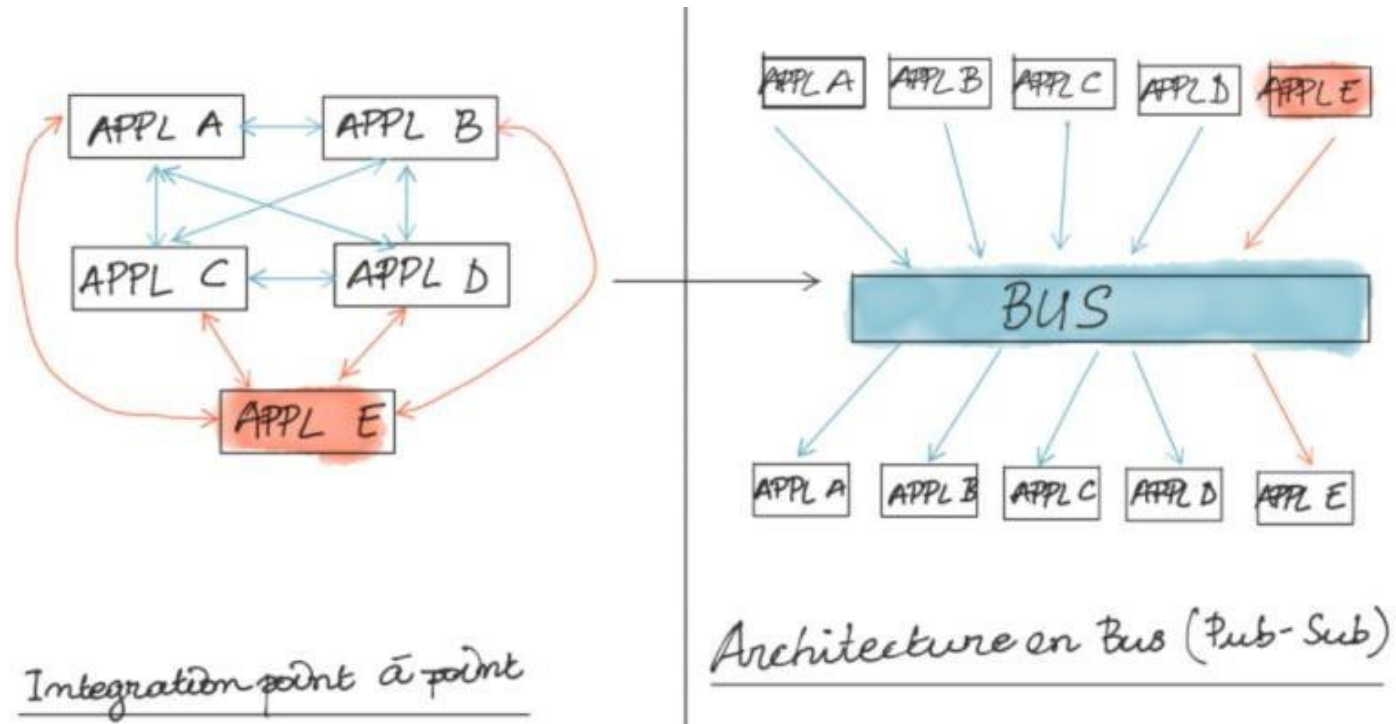 APPL A
APPL B
APPL C
APPL D
APPL E
Integration point à point
APPL A
APPL B
APPL C
APPL D
APPL E
BUS
APPL A
APPL B
APPL C
APPL D
APPL E
Architecture en Bus (Pub-Sub)